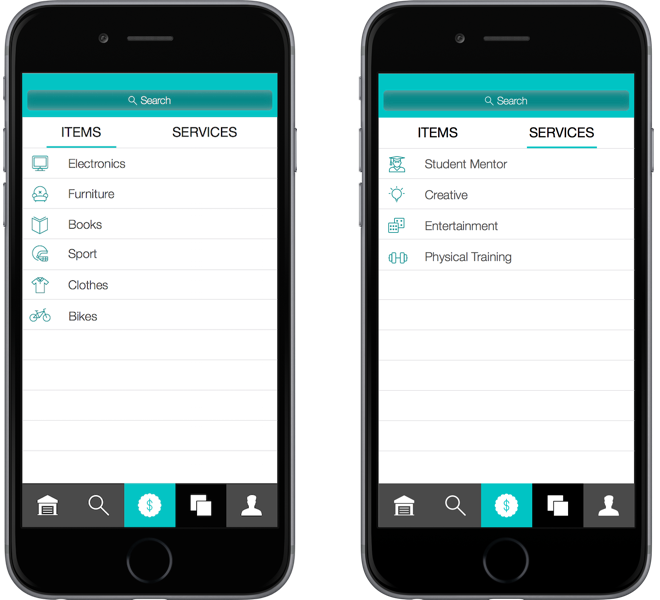 Search
ITEMS SERVICES
Electronics
Furniture
Books
Sport
Clothes
Bikes
$
Search
ITEMS SERVICES
Student Mentor
Creative
Entertainment
Physical Training
$